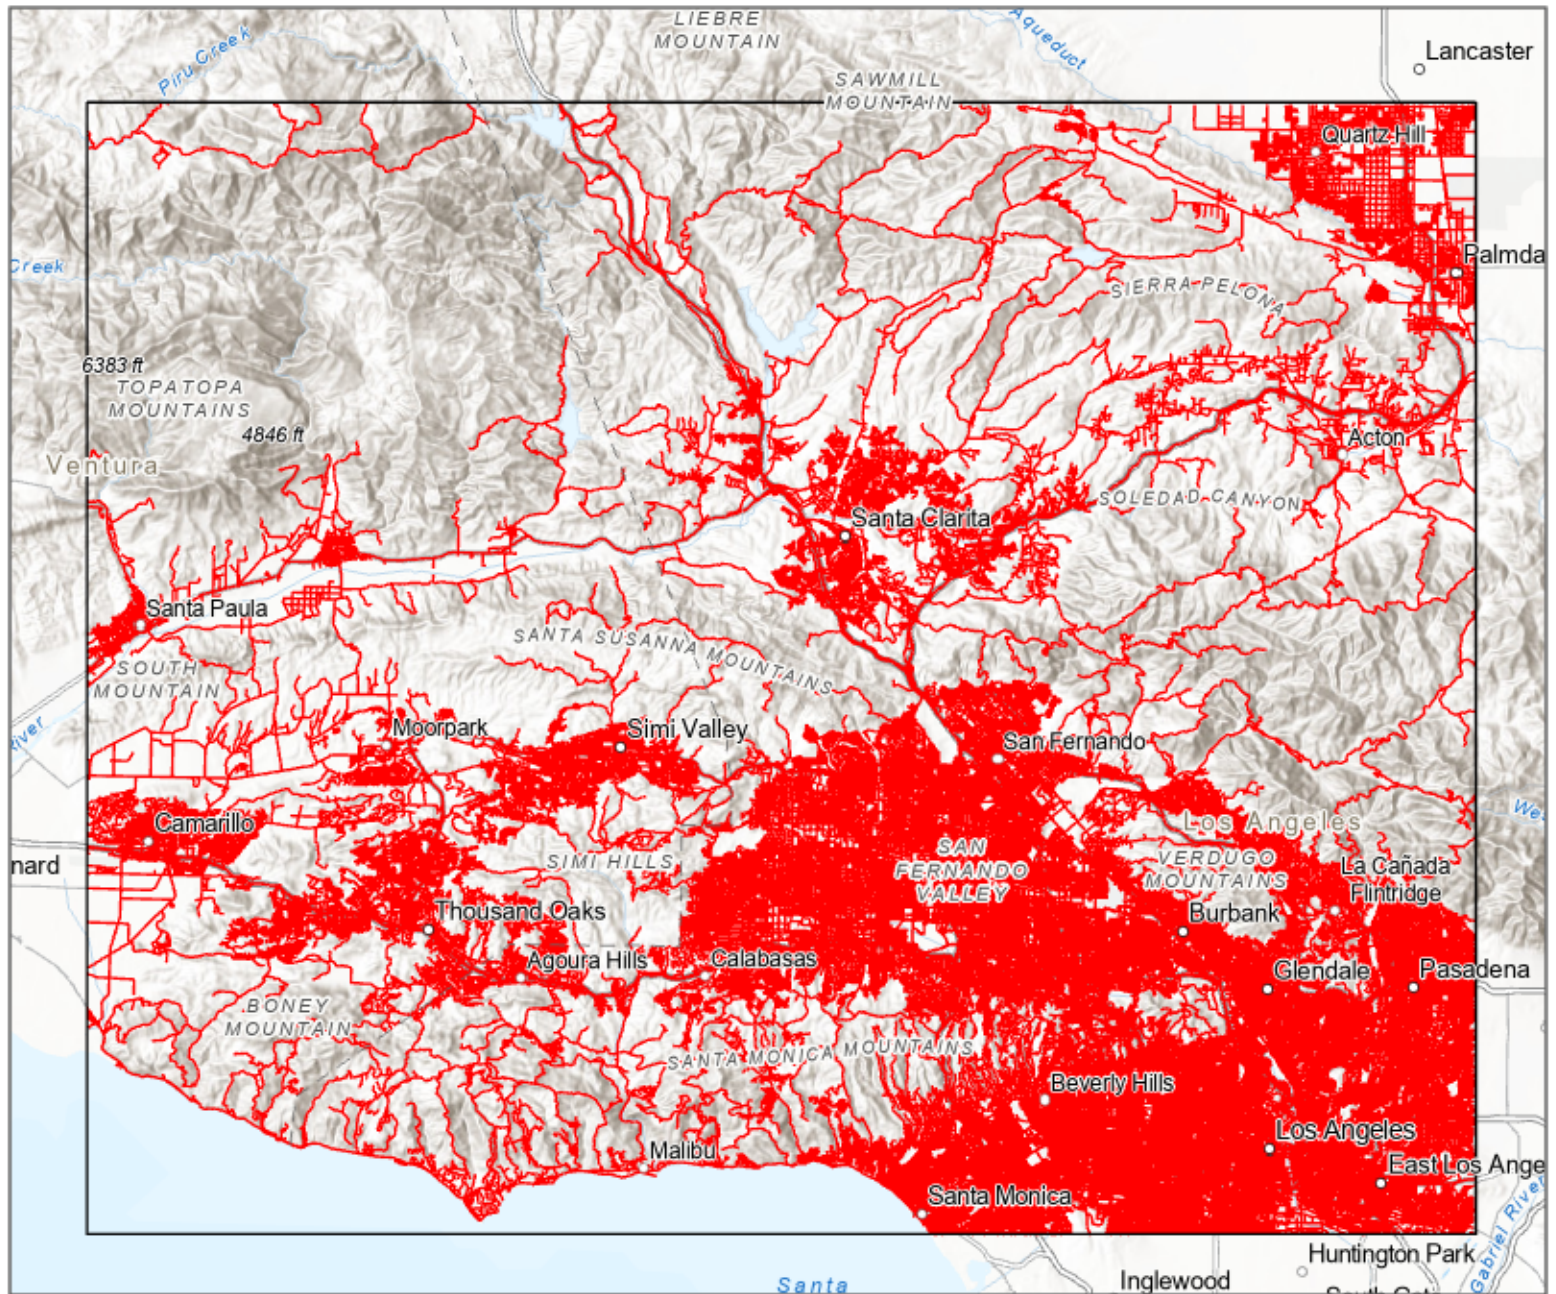 LIEBRE
MOUNTAIN
Aqueduct
Piru Creek
Lancaster
SAWMILL
MOUNTAIN
Quartz Hill
Creek
Palmda
SIERRA PELONA
6383 ft
TOPATOPA
MOUNTAINS
4846 ft
Acton
Ventura
SOLEDAD CANYON
Santa Clarita
Santa Paula
SANTA SUSANNA MOUNTAINS
SOUTH
MOUNTAIN
River
Moorpark
Simi Valley
San Fernando
Camarillo
Los Angeles
We
nard
SIMI HILLS
SAN
FERNANDO
VALLEY
VERDUGO
MOUNTAINS
La Cañada
Flintridge
Thousand Oaks
Burbank
Agoura Hills
Calabasas
Glendale
Pasadena
BONEY
MOUNTAIN
SANTA MONICA MOUNTAINS
Beverly Hills
Malibu
Los Angeles
East Los Ange
Santa Monica
Gabriel River
Huntington Park
Santa
Inglewood
South Gat